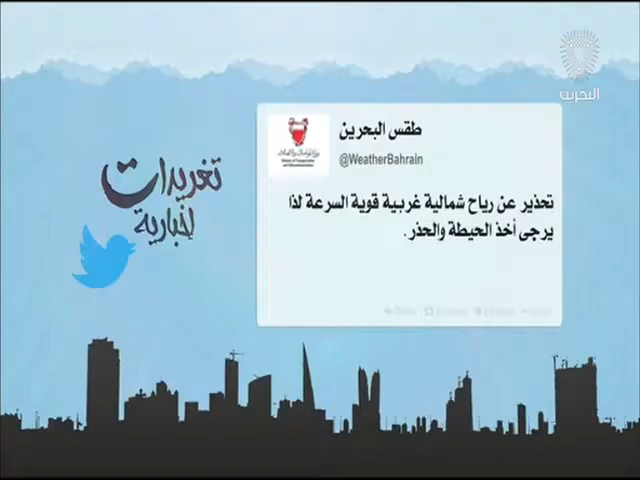 البحرين
تغريدات
إخبارية
طقس البحرين
@WeatherBahrain
تحذير عن رياح شمالية غربية قوية السرعة لذا
يرجى أخذ الحيطة والحذر.